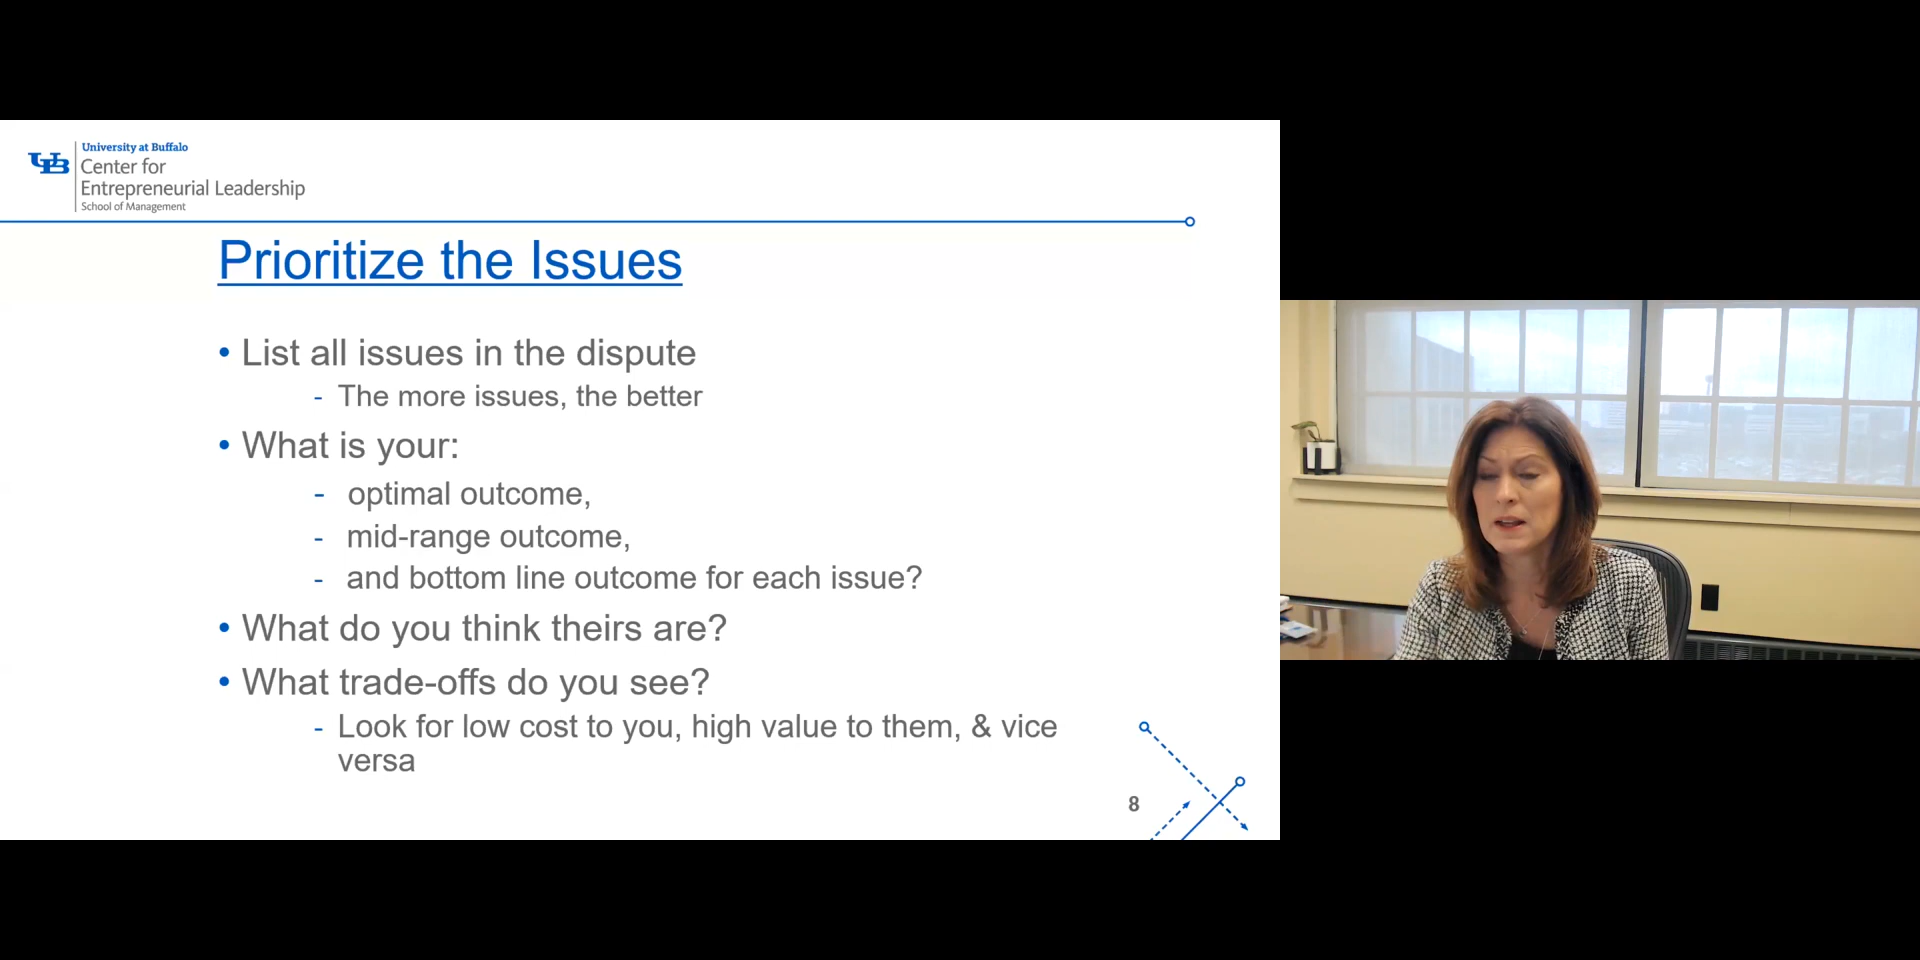 UB
University at Buffalo
Center for
Entrepreneurial Leadership
School of Management
Prioritize the Issues
• List all issues in the dispute
- The more issues, the better
• What is your:
- optimal outcome,
- mid-range outcome,
- and bottom line outcome for each issue?
• What do you think theirs are?
• What trade-offs do you see?
- Look for low cost to you, high value to them, & vice
versa
8